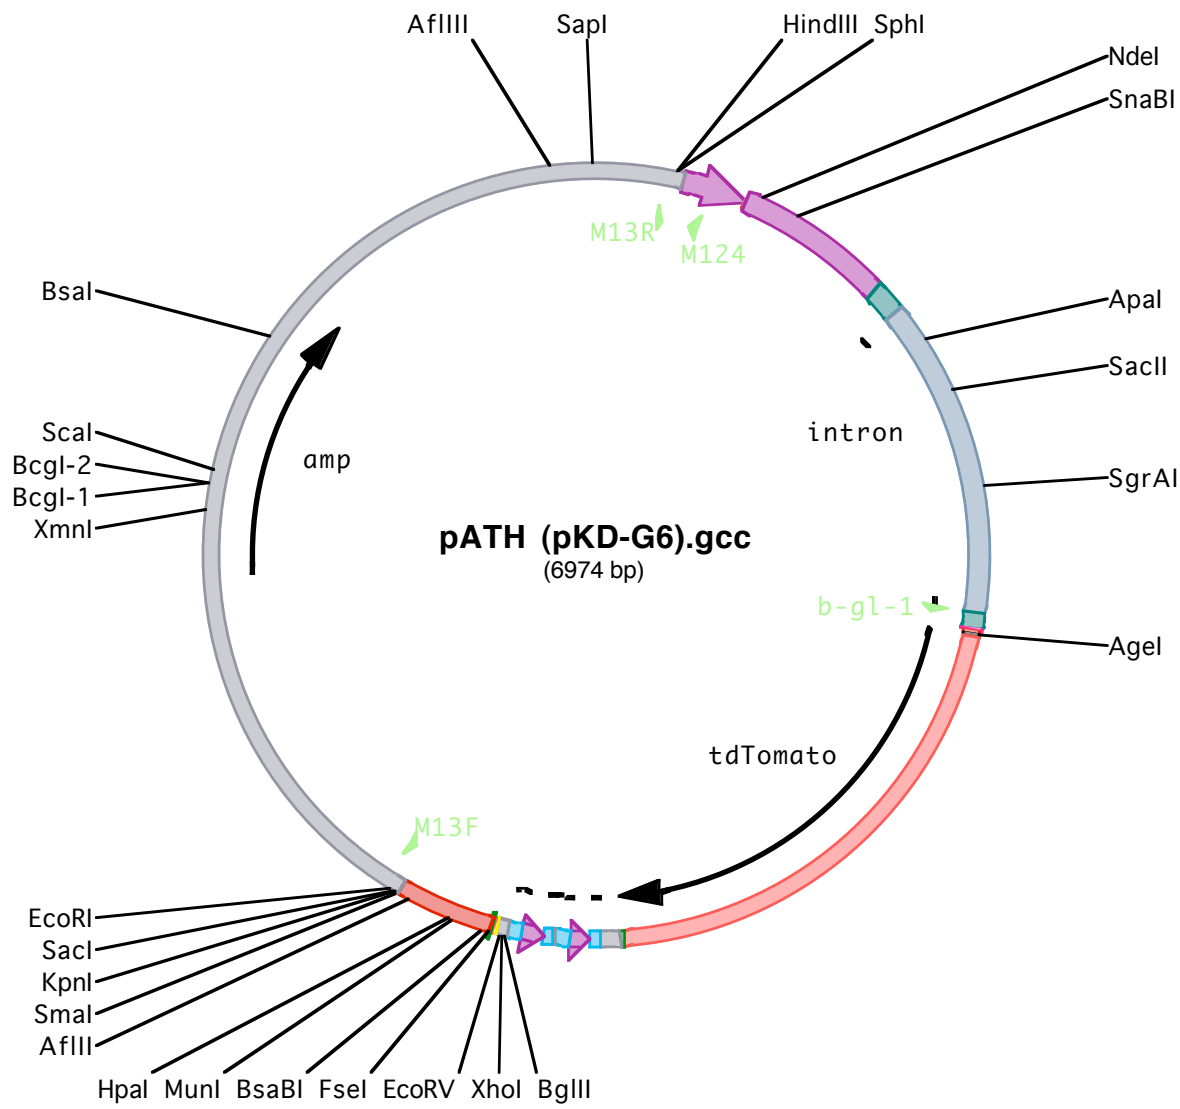 AflIII
SapI
HindIII
SphI
NdeI
SnaBI
M13R
M124
BsaI
ApaI
SacII
intron
ScaI
amp
BcgI-2
BcgI-1
SgrAI
XmnI
pATH (pKD-G6).gcc
(6974 bp)
b-gl-1
AgeI
tdTomato
M13F
EcoRI
SacI
KpnI
SmaI
AflII
HpaI MunI BsaBI FseI EcoRV XhoI BglII